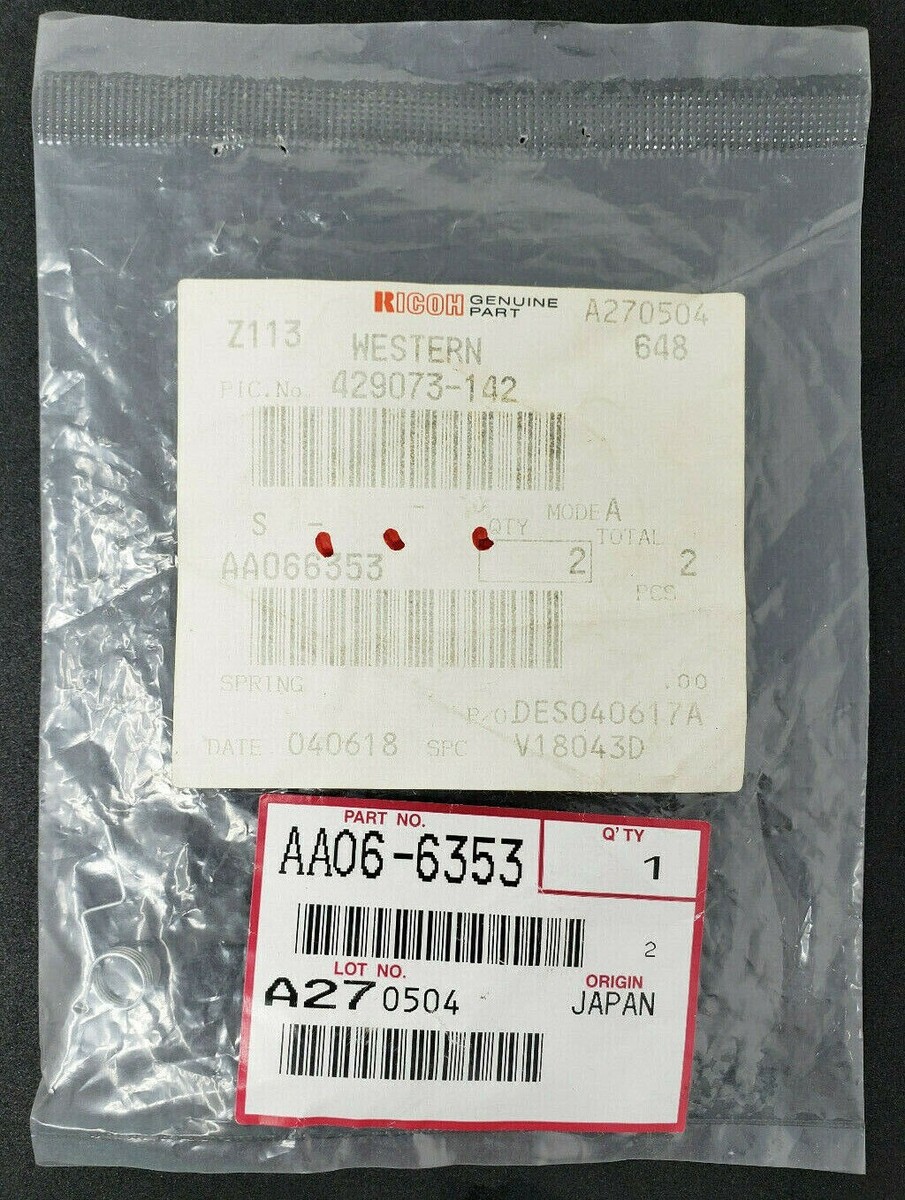 RICOH GENUINE PART A270504
Z113 WESTERN 648
PIC.No. 429073-142
S - - MODE A
QTY TOTAL
AA066353 2 2
PCS
SPRING .00
P/O DES040617A
DATE 040618 SPC V18043D
PART NO. Q'TY
AA06-6353 1
2
LOT NO. ORIGIN
A270504 JAPAN